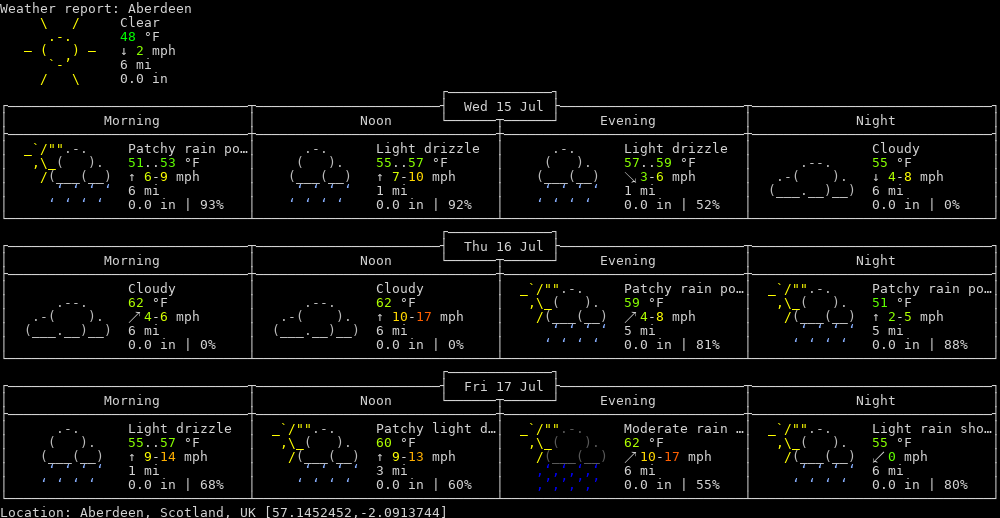 Weather report: Aberdeen
Clear
48 °F
↓ 2 mph
6 mi
0.0 in
Wed 15 Jul
Morning Noon Evening Night
Patchy rain po… Light drizzle Light drizzle Cloudy
51..53 °F 55..57 °F 57..59 °F 55 °F
↑ 6-9 mph ↑ 7-10 mph ↘ 3-6 mph ↓ 4-8 mph
6 mi 1 mi 1 mi 6 mi
0.0 in | 93% 0.0 in | 92% 0.0 in | 52% 0.0 in | 0%
Thu 16 Jul
Morning Noon Evening Night
Cloudy Cloudy Patchy rain po… Patchy rain po…
62 °F 62 °F 59 °F 51 °F
↗ 4-6 mph ↑ 10-17 mph ↗ 4-8 mph ↑ 2-5 mph
6 mi 6 mi 5 mi 5 mi
0.0 in | 0% 0.0 in | 0% 0.0 in | 81% 0.0 in | 88%
Fri 17 Jul
Morning Noon Evening Night
Light drizzle Patchy light d… Moderate rain … Light rain sho…
55..57 °F 60 °F 62 °F 55 °F
↑ 9-14 mph ↑ 9-13 mph ↗ 10-17 mph ↙ 0 mph
1 mi 3 mi 6 mi 6 mi
0.0 in | 68% 0.0 in | 60% 0.0 in | 55% 0.0 in | 80%
Location: Aberdeen, Scotland, UK [57.1452452,-2.0913744]